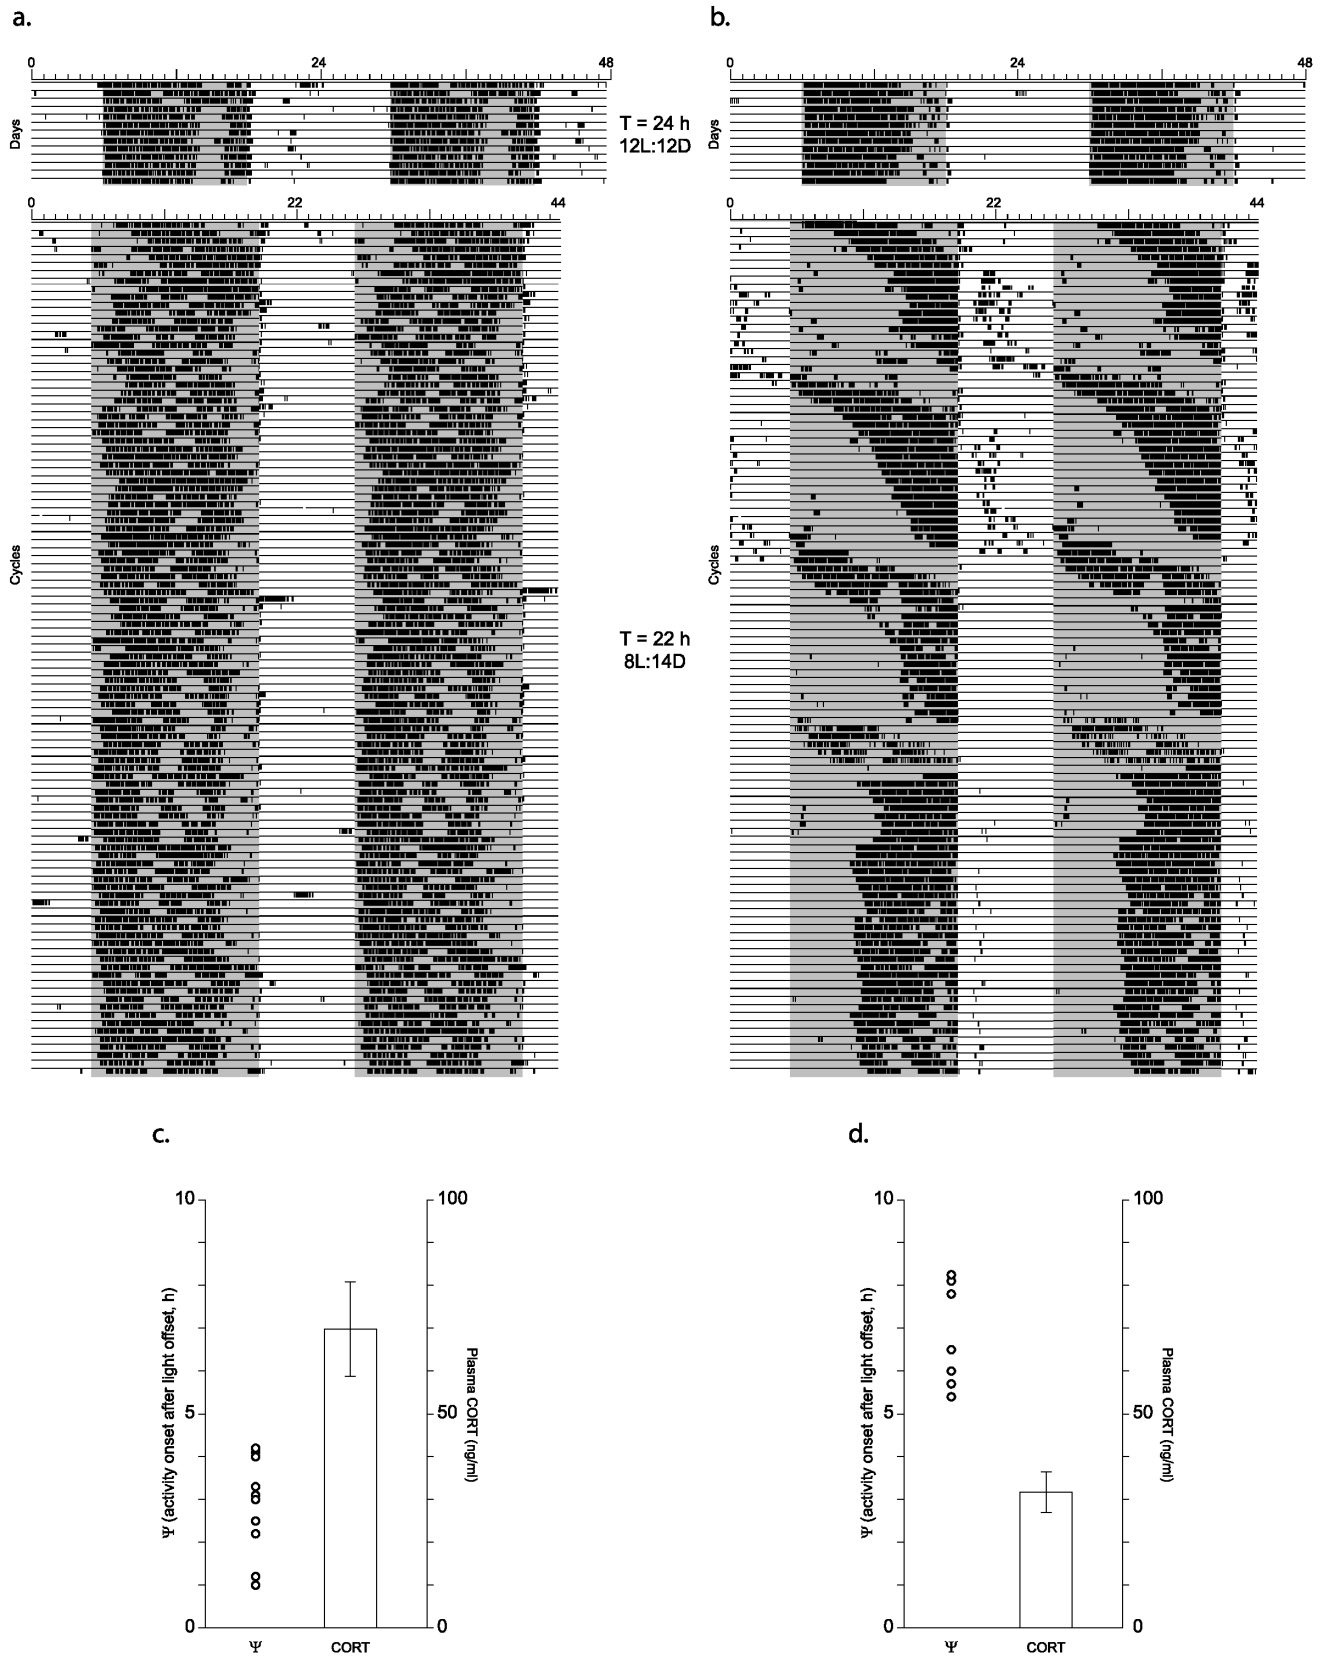 a.
b.
0 24 48
0 24 48
Days
T = 24 h
12L:12D
Days
0 22 44
0 22 44
Cycles
T = 22 h
8L:14D
Cycles
c.
d.
10 100
10 100
Ψ (activity onset after light offset, h)
Plasma CORT (ng/ml)
Ψ (activity onset after light offset, h)
Plasma CORT (ng/ml)
5 50
5 50
0 0
0 0
Ψ CORT
Ψ CORT